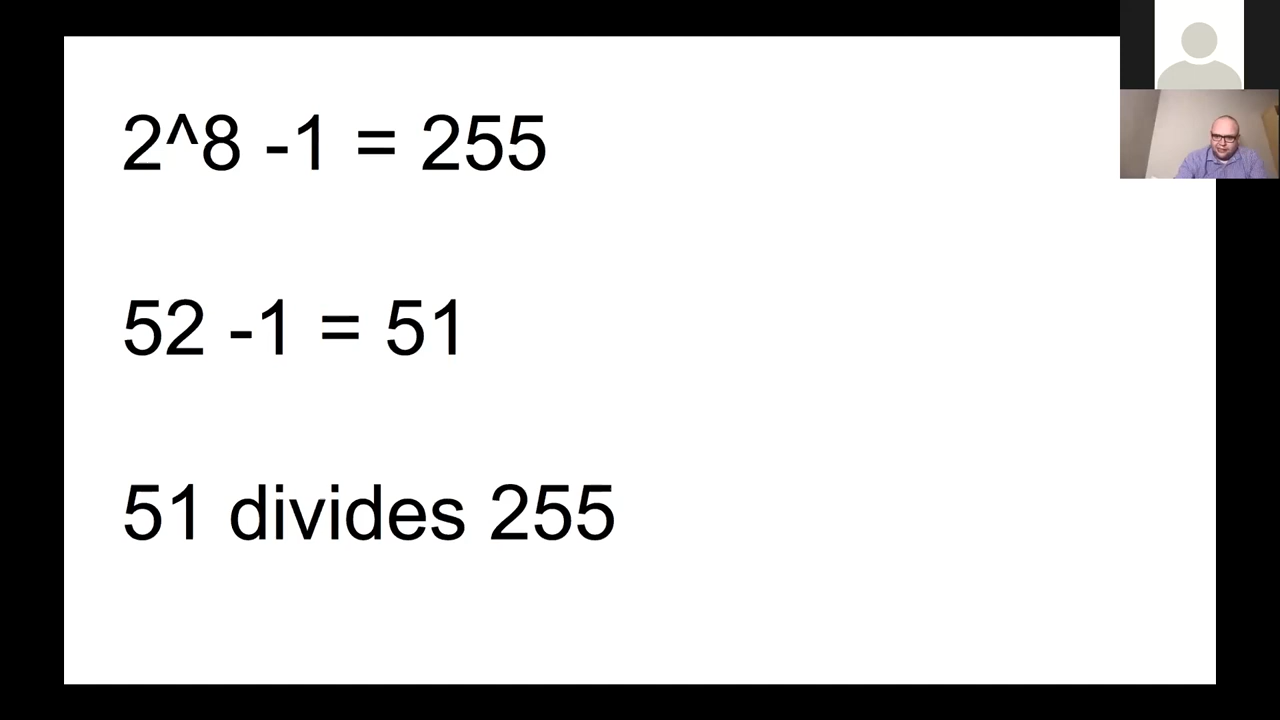 2^8 -1 = 255
52 -1 = 51
51 divides 255